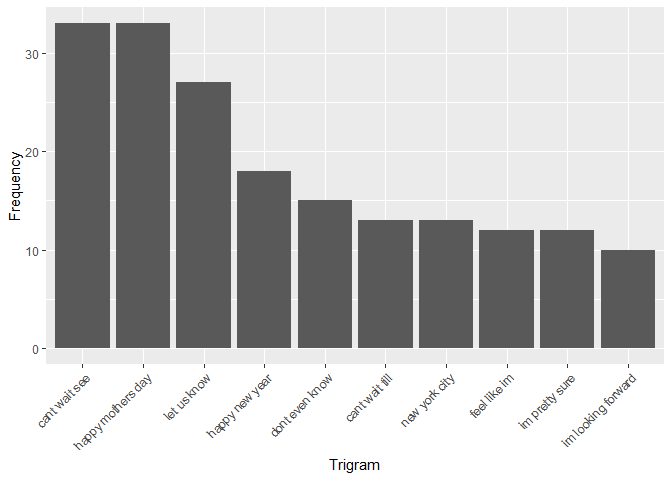 Frequency
30
20
10
0
cant wait see
happy mothers day
let us know
happy new year
dont even know
cant wait till
new york city
feel like im
im pretty sure
im looking forward
Trigram